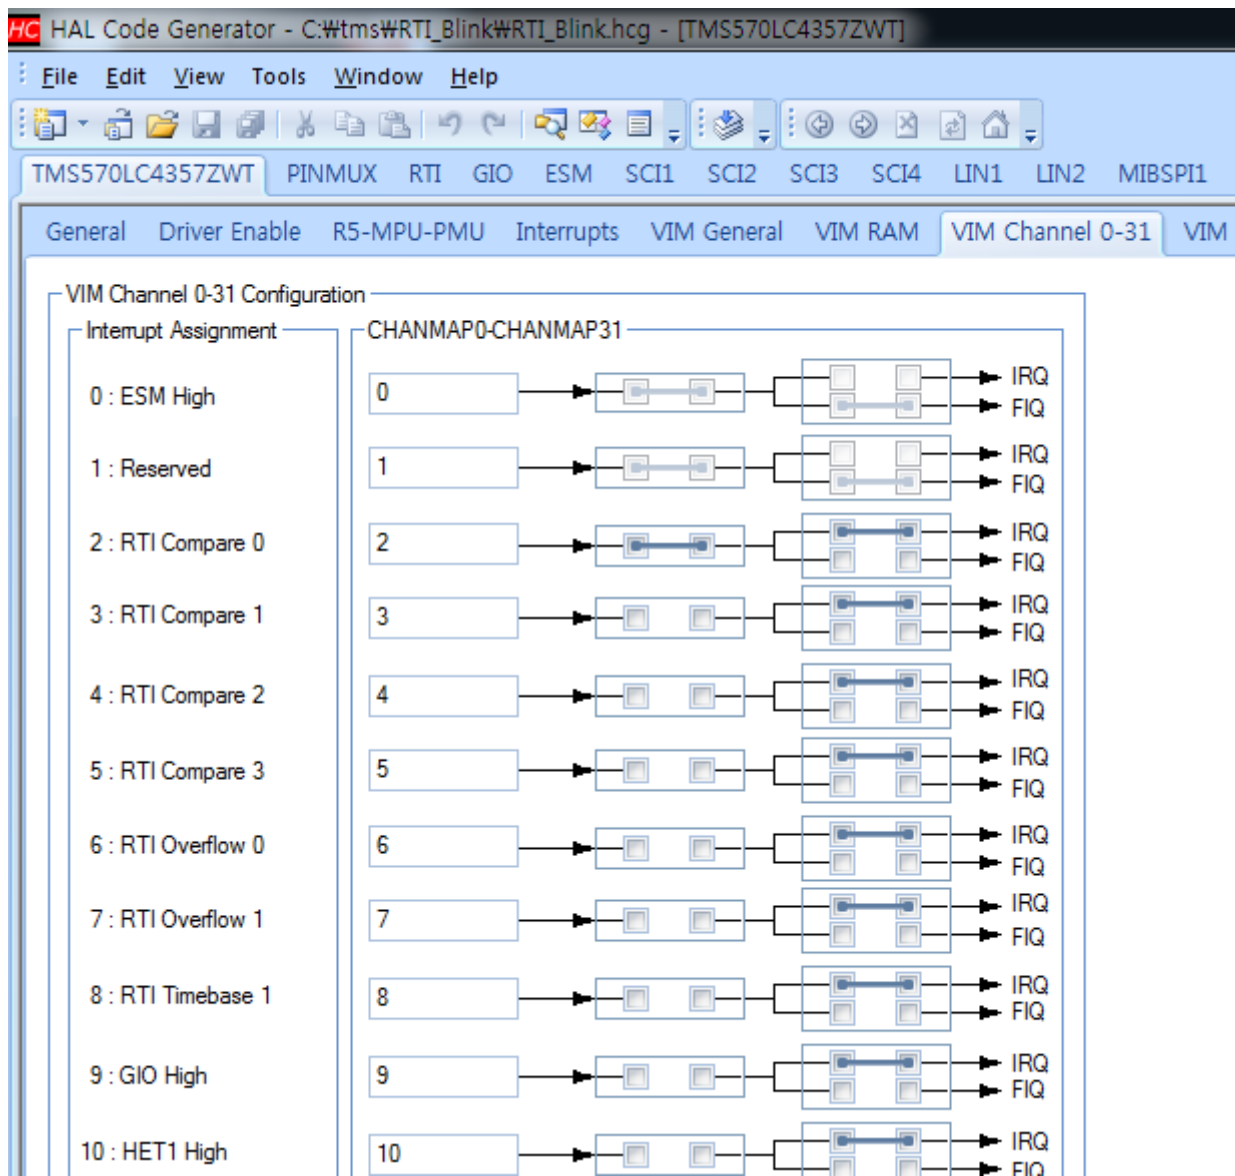 HC HAL Code Generator - C:₩tms₩RTI_Blink₩RTI_Blink.hcg - [TMS570LC4357ZWT]
File Edit View Tools Window Help
TMS570LC4357ZWT PINMUX RTI GIO ESM SCI1 SCI2 SCI3 SCI4 LIN1 LIN2 MIBSPI1
General Driver Enable R5-MPU-PMU Interrupts VIM General VIM RAM VIM Channel 0-31 VIM
VIM Channel 0-31 Configuration
Interrupt Assignment CHANMAP0-CHANMAP31
0 : ESM High 0 IRQ
FIQ
1 : Reserved 1 IRQ
FIQ
2 : RTI Compare 0 2 IRQ
FIQ
3 : RTI Compare 1 3 IRQ
FIQ
4 : RTI Compare 2 4 IRQ
FIQ
5 : RTI Compare 3 5 IRQ
FIQ
6 : RTI Overflow 0 6 IRQ
FIQ
7 : RTI Overflow 1 7 IRQ
FIQ
8 : RTI Timebase 1 8 IRQ
FIQ
9 : GIO High 9 IRQ
FIQ
10 : HET1 High 10 IRQ
FIQ